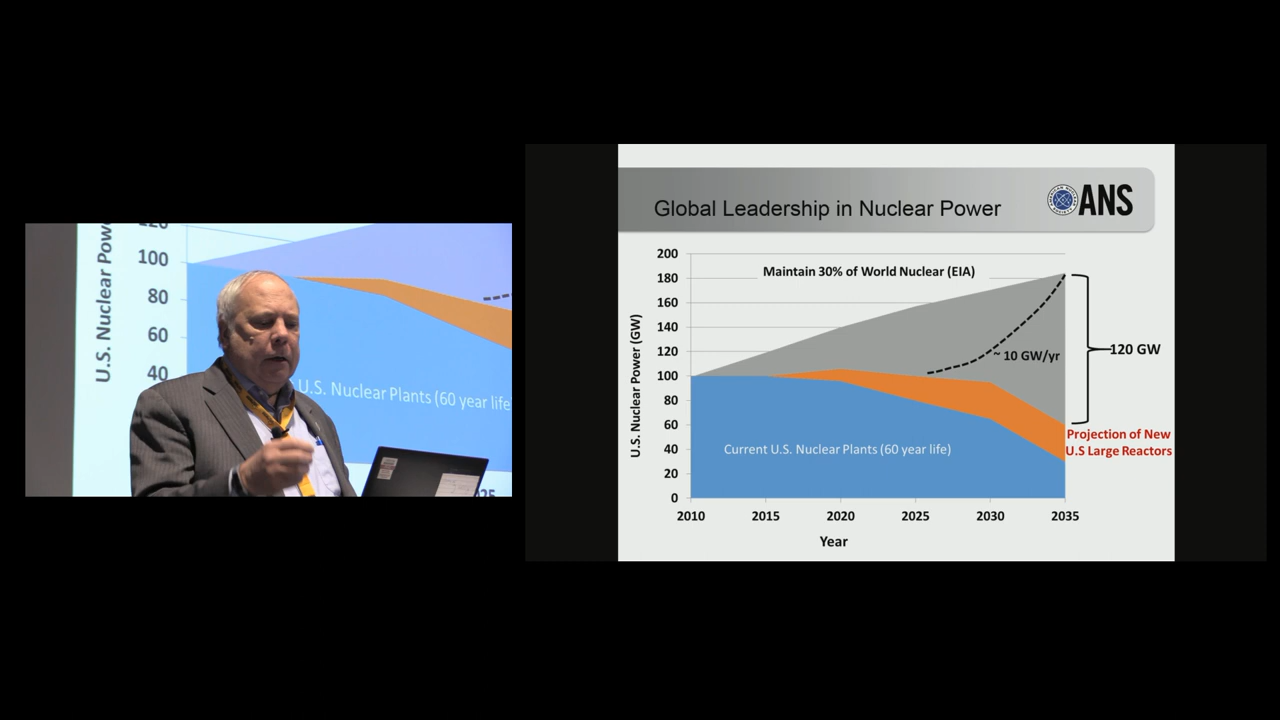 120
100
80
60
40
U.S. Nuclear Powe
U.S. Nuclear Plants (60 year life
Global Leadership in Nuclear Power
ANS
200
180
160
140
120
100
80
60
40
20
0
U.S. Nuclear Power (GW)
Maintain 30% of World Nuclear (EIA)
~ 10 GW/yr
120 GW
Projection of New
U.S Large Reactors
Current U.S. Nuclear Plants (60 year life)
2010 2015 2020 2025 2030 2035
Year